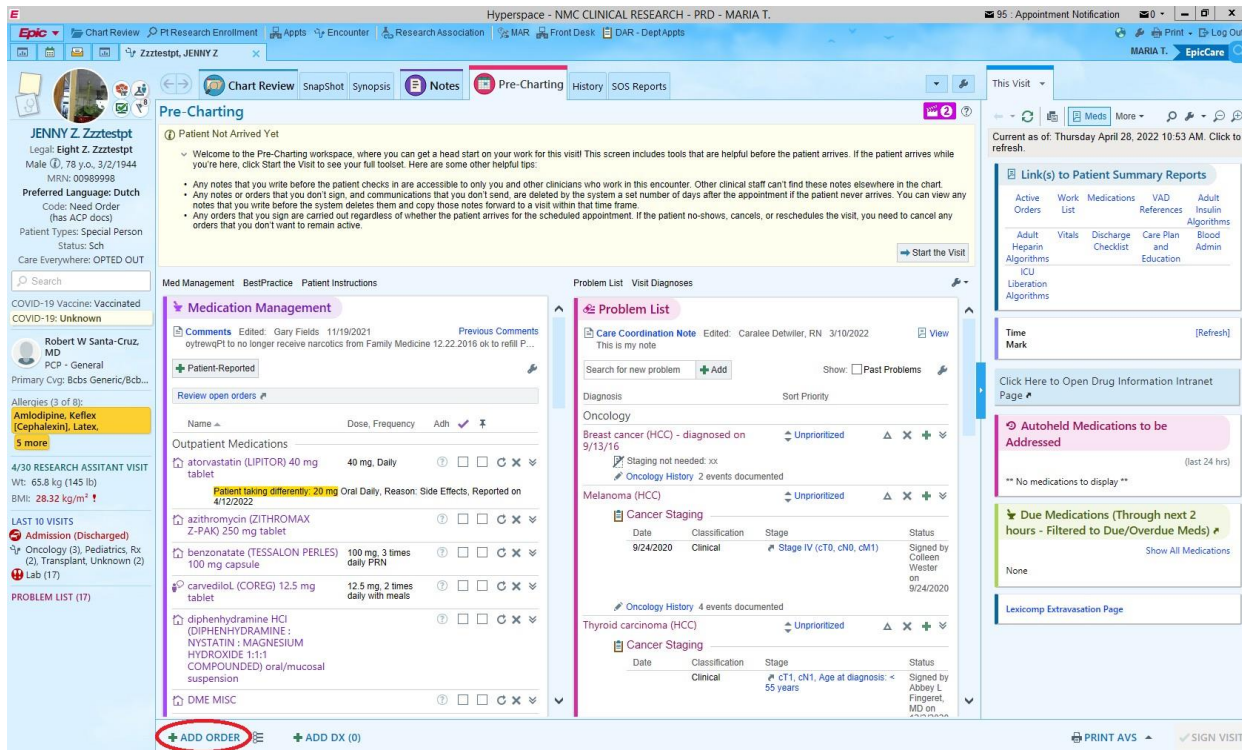 Hyperspace - NMC CLINICAL RESEARCH - PRD - MARIA T.
95 : Appointment Notification
0
Epic
Chart Review
Pt Research Enrollment
Appts
Encounter
Research Association
MAR
Front Desk
DAR - Dept Appts
Print
Log Out
Zzztestpt, JENNY Z
MARIA T.
EpicCare
JENNY Z. Zzztestpt
Legal: Eight Z. Zzztestpt
Male, 78 y.o., 3/2/1944
MRN: 00989998
Preferred Language: Dutch
Code: Need Order
(has ACP docs)
Patient Types: Special Person
Status: Sch
Care Everywhere: OPTED OUT
Search
COVID-19 Vaccine: Vaccinated
COVID-19: Unknown
Robert W Santa-Cruz,
MD
PCP - General
Primary Cvg: Bcbs Generic/Bcb...
Allergies (3 of 8):
Amlodipine, Keflex
[Cephalexin], Latex,
5 more
4/30 RESEARCH ASSITANT VISIT
Wt: 65.8 kg (145 lb)
BMI: 28.32 kg/m² !
LAST 10 VISITS
Admission (Discharged)
Oncology (3), Pediatrics, Rx
(2), Transplant, Unknown (2)
Lab (17)
PROBLEM LIST (17)
Chart Review
SnapShot
Synopsis
Notes
Pre-Charting
History
SOS Reports
Pre-Charting
2
Patient Not Arrived Yet
Welcome to the Pre-Charting workspace, where you can get a head start on your work for this visit! This screen includes tools that are helpful before the patient arrives. If the patient arrives while
you're here, click Start the Visit to see your full toolset. Here are some other helpful tips:
• Any notes that you write before the patient checks in are accessible to only you and other clinicians who work in this encounter. Other clinical staff can't find these notes elsewhere in the chart.
• Any notes or orders that you don't sign, and communications that you don't send, are deleted by the system a set number of days after the appointment if the patient never arrives. You can view any
notes that you write before the system deletes them and copy those notes forward to a visit within that time frame.
• Any orders that you sign are carried out regardless of whether the patient arrives for the scheduled appointment. If the patient no-shows, cancels, or reschedules the visit, you need to cancel any
orders that you don't want to remain active.
Start the Visit
Med Management BestPractice Patient Instructions
Medication Management
Comments Edited: Gary Fields 11/19/2021 Previous Comments
oytrewqPt to no longer receive narcotics from Family Medicine 12.22.2016 ok to refill P...
Patient-Reported
Review open orders
Name Dose, Frequency Adh
Outpatient Medications
atorvastatin (LIPITOR) 40 mg 40 mg, Daily
tablet
Patient taking differently: 20 mg Oral Daily, Reason: Side Effects, Reported on
4/12/2022
azithromycin (ZITHROMAX
Z-PAK) 250 mg tablet
benzonatate (TESSALON PERLES) 100 mg, 3 times
100 mg capsule daily PRN
carvediloL (COREG) 12.5 mg 12.5 mg, 2 times
tablet daily with meals
diphenhydramine HCl
(DIPHENHYDRAMINE :
NYSTATIN : MAGNESIUM
HYDROXIDE 1:1:1
COMPOUNDED) oral/mucosal
suspension
DME MISC
Problem List Visit Diagnoses
Problem List
Care Coordination Note Edited: Caralee Detwiler, RN 3/10/2022 View
This is my note
Search for new problem
Add
Show: Past Problems
Diagnosis Sort Priority
Oncology
Breast cancer (HCC) - diagnosed on Unprioritized
9/13/16
Staging not needed: xx
Oncology History 2 events documented
Melanoma (HCC) Unprioritized
Cancer Staging
Date Classification Stage Status
9/24/2020 Clinical Stage IV (cT0, cN0, cM1) Signed by
Colleen
Wester
on
9/24/2020
Oncology History 4 events documented
Thyroid carcinoma (HCC) Unprioritized
Cancer Staging
Date Classification Stage Status
Clinical cT1, cN1, Age at diagnosis: < Signed by
55 years Abbey L
Fingeret,
MD on
This Visit
Meds
More
Current as of: Thursday April 28, 2022 10:53 AM. Click to
refresh.
Link(s) to Patient Summary Reports
Active Work Medications VAD Adult
Orders List References Insulin
Algorithms
Adult Vitals Discharge Care Plan Blood
Heparin Checklist and Admin
Algorithms Education
ICU
Liberation
Algorithms
Time [Refresh]
Mark
Click Here to Open Drug Information Intranet
Page
Autoheld Medications to be
Addressed
(last 24 hrs)
** No medications to display **
Due Medications (Through next 2
hours - Filtered to Due/Overdue Meds)
Show All Medications
None
Lexicomp Extravasation Page
ADD ORDER
ADD DX (0)
PRINT AVS
SIGN VISIT